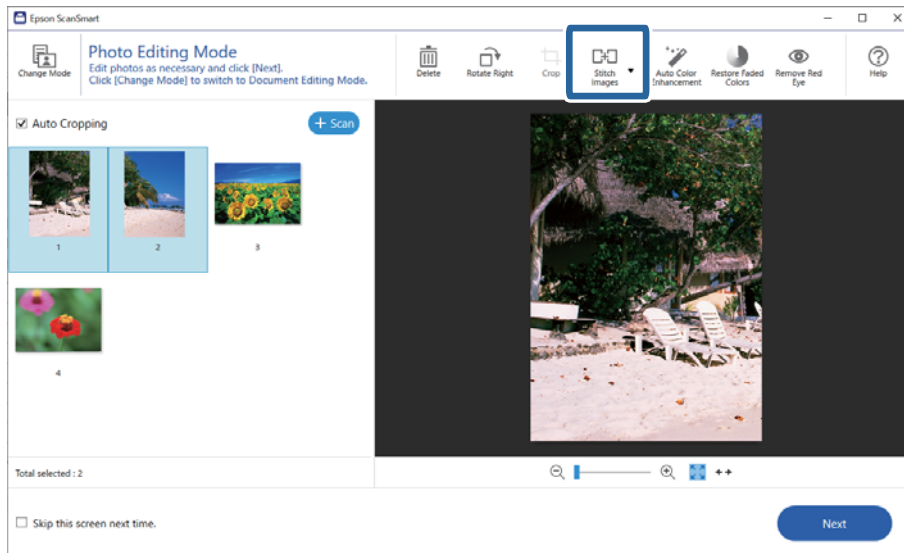 Epson ScanSmart
Change Mode
Photo Editing Mode
Edit photos as necessary and click [Next].
Click [Change Mode] to switch to Document Editing Mode.
Delete
Rotate Right
Crop
Stitch
Images
Auto Color
Enhancement
Restore Faded
Colors
Remove Red
Eye
Help
Auto Cropping
+ Scan
1
2
3
4
Total selected : 2
Skip this screen next time.
Next